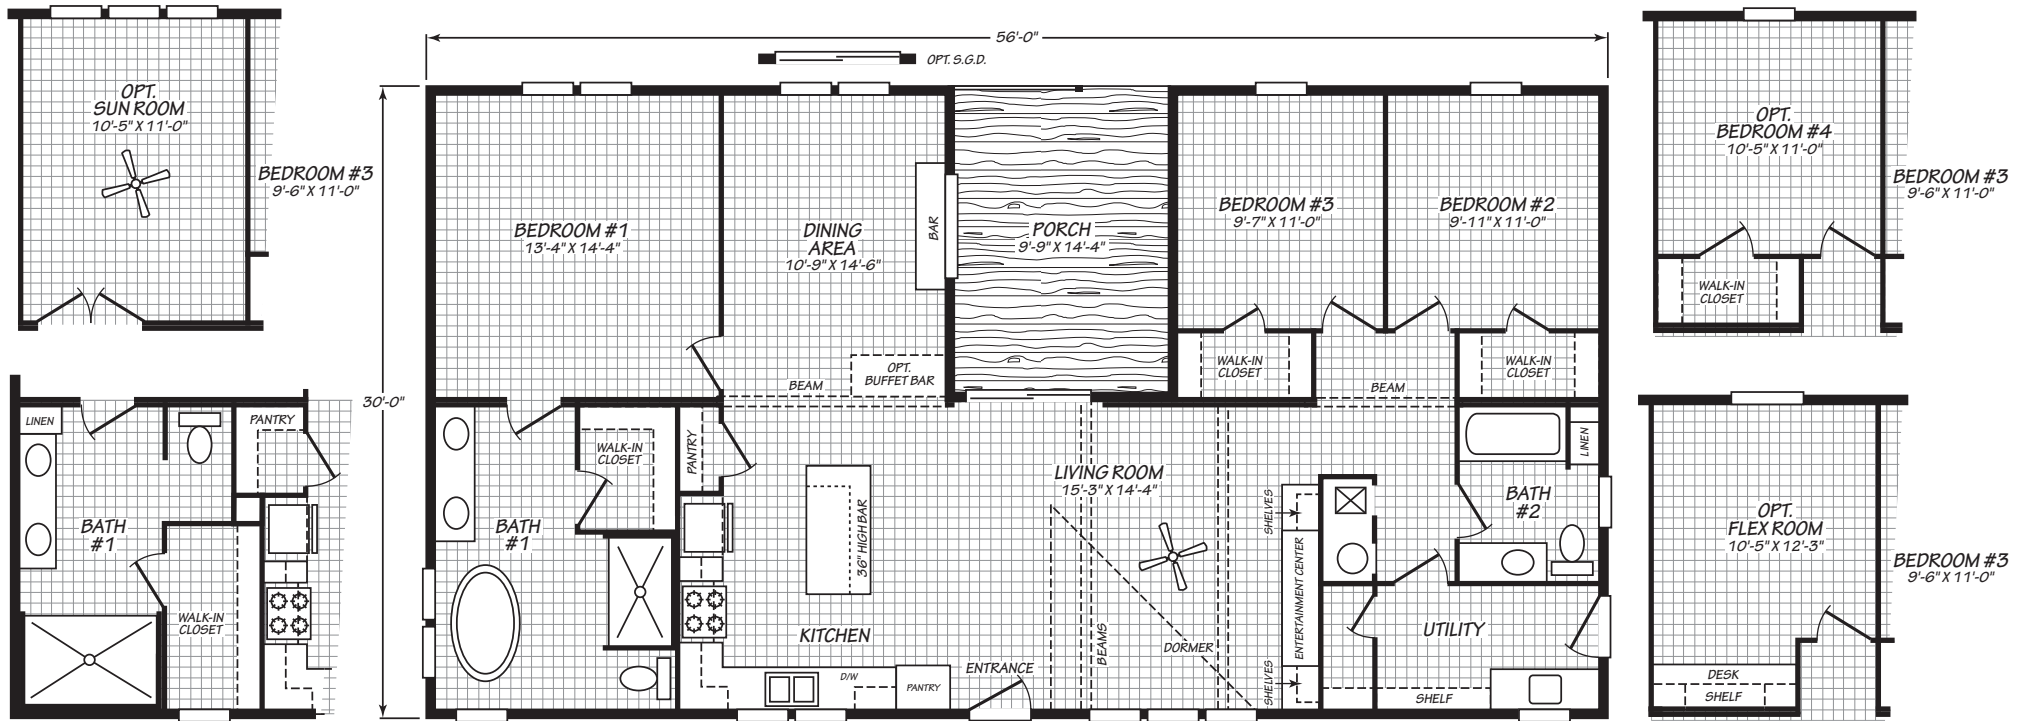 OPT.
SUN ROOM
10'-5" X 11'-0"
BEDROOM #3
9'-6" X 11'-0"
LINEN
PANTRY
BATH
#1
WALK-IN
CLOSET
56'-0"
OPT. S.G.D.
30'-0"
BEDROOM #1
13'-4" X 14'-4"
DINING
AREA
10'-9" X 14'-6"
BAR
PORCH
9'-9" X 14'-4"
BEDROOM #3
9'-7" X 11'-0"
BEDROOM #2
9'-11" X 11'-0"
WALK-IN
CLOSET
WALK-IN
CLOSET
OPT.
BUFFET BAR
BEAM
BEAM
WALK-IN
CLOSET
PANTRY
BATH
#1
36" HIGH BAR
KITCHEN
D/W
PANTRY
ENTRANCE
LIVING ROOM
15'-3" X 14'-4"
BEAMS
DORMER
SHELVES
ENTERTAINMENT CENTER
SHELVES
LINEN
BATH
#2
UTILITY
SHELF
OPT.
BEDROOM #4
10'-5" X 11'-0"
BEDROOM #3
9'-6" X 11'-0"
WALK-IN
CLOSET
OPT.
FLEX ROOM
10'-5" X 12'-3"
BEDROOM #3
9'-6" X 11'-0"
DESK
SHELF